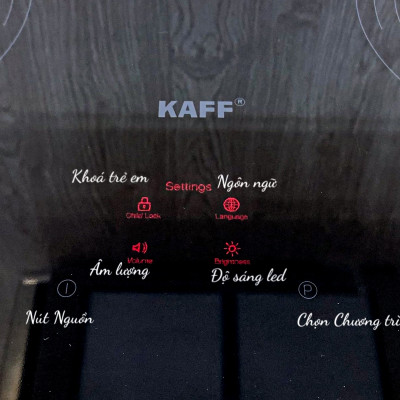 KAFF®
Khoá trẻ em
Settings
Ngôn ngữ
Child Lock
Language
Volume
Brightness
Âm lượng
Độ sáng led
P
Nút Nguồn
Chọn Chương trì